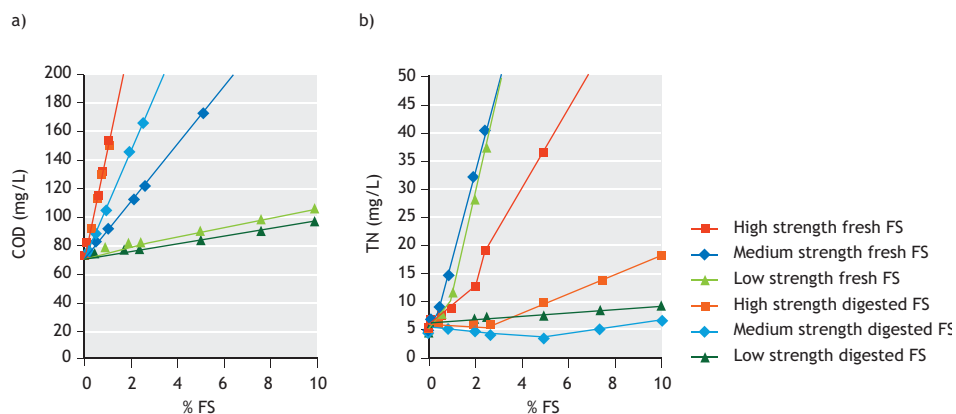 a)
COD (mg/L)
200
180
160
140
120
100
80
60
40
20
0
0 2 4 6 8 10
% FS
b)
TN (mg/L)
50
45
40
35
30
25
20
15
10
5
0
0 2 4 6 8 10
% FS
High strength fresh FS
Medium strength fresh FS
Low strength fresh FS
High strength digested FS
Medium strength digested FS
Low strength digested FS